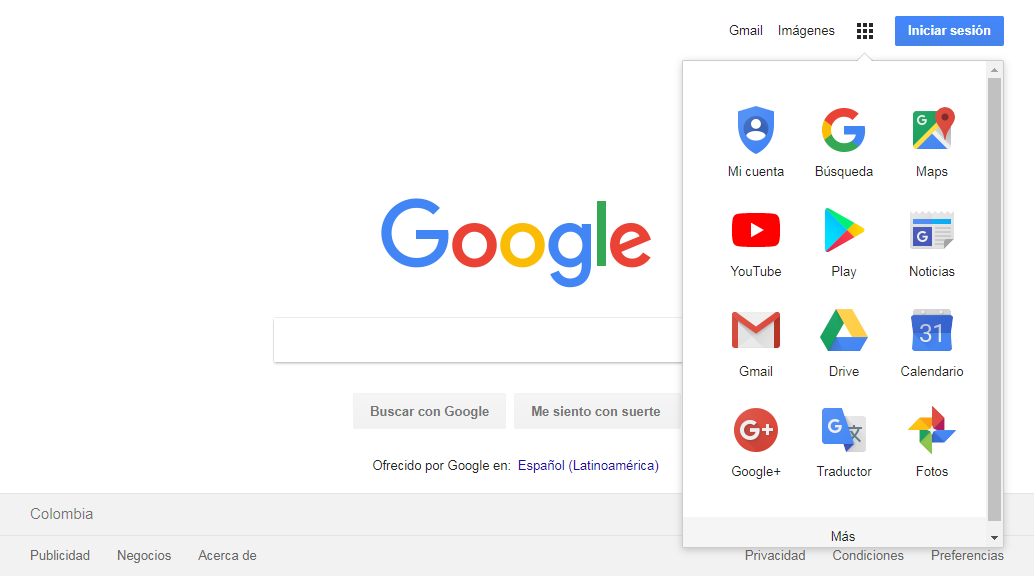 Gmail Imágenes Iniciar sesión
Mi cuenta Búsqueda Maps
YouTube Play Noticias
Gmail Drive Calendario
Google+ Traductor Fotos
Más
Google
Buscar con Google Me siento con suerte
Ofrecido por Google en: Español (Latinoamérica)
Colombia
Publicidad Negocios Acerca de Privacidad Condiciones Preferencias
G
G
31
G+
G 文